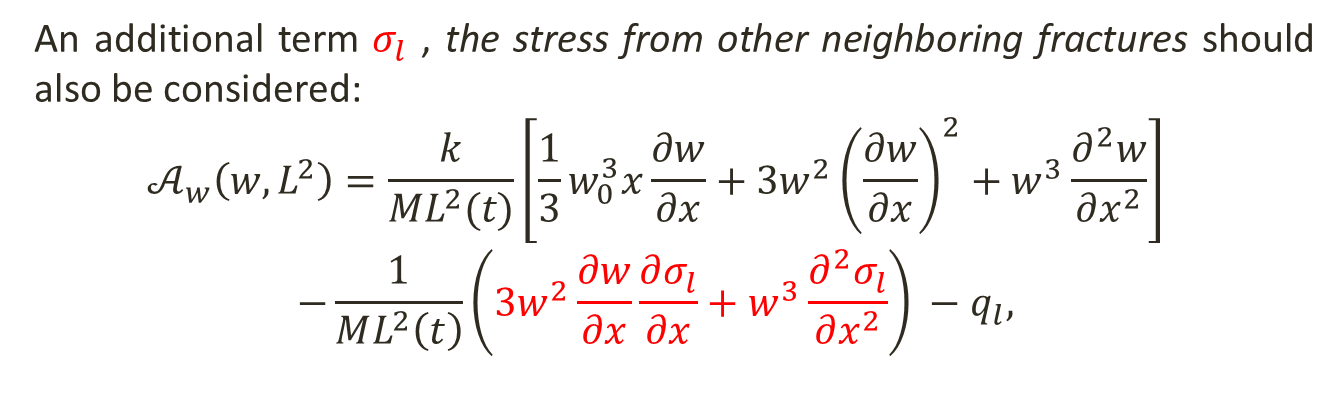 An additional term σ_l , the stress from other neighboring fractures should
also be considered:
𝒜_w(w, L²) = k/(ML²(t)) [1/3 w₀³x ∂w/∂x + 3w² (∂w/∂x)² + w³ ∂²w/∂x²]
− 1/(ML²(t)) (3w² ∂w/∂x ∂σ_l/∂x + w³ ∂²σ_l/∂x²) − q_l,